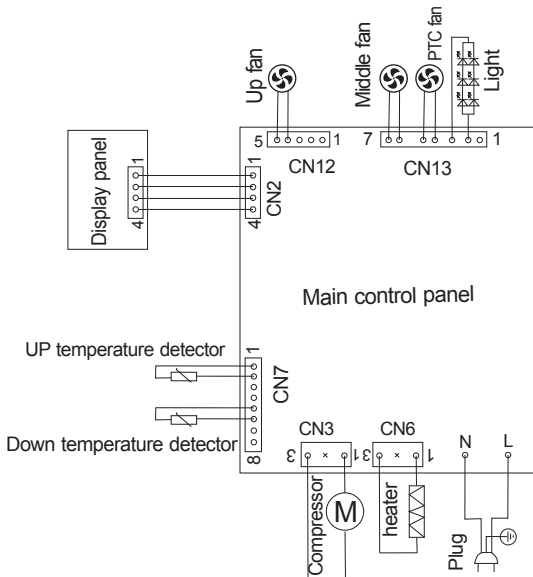 Up fan
Middle fan
PTC fan
Light
5
1
7
1
CN12
CN13
Display panel
1
4
1
4
CN2
Main control panel
UP temperature detector
Down temperature detector
1
8
CN7
CN3
3
1
CN6
3
1
N
L
Compressor
M
heater
Plug